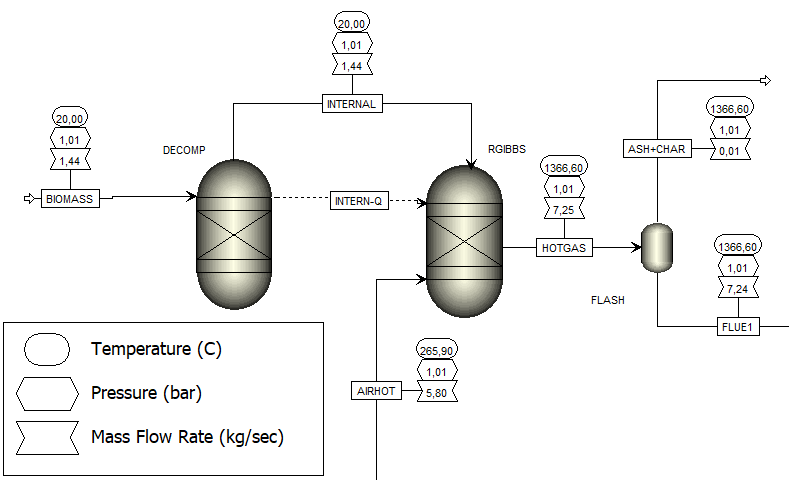 20,00
1,01
1,44
INTERNAL
20,00
1,01
1,44
BIOMASS
DECOMP
INTERN-Q
RGIBBS
1366,60
1,01
7,25
HOTGAS
1366,60
1,01
0,01
ASH+CHAR
FLASH
1366,60
1,01
7,24
FLUE1
265,90
1,01
5,80
AIRHOT
Temperature (C)
Pressure (bar)
Mass Flow Rate (kg/sec)